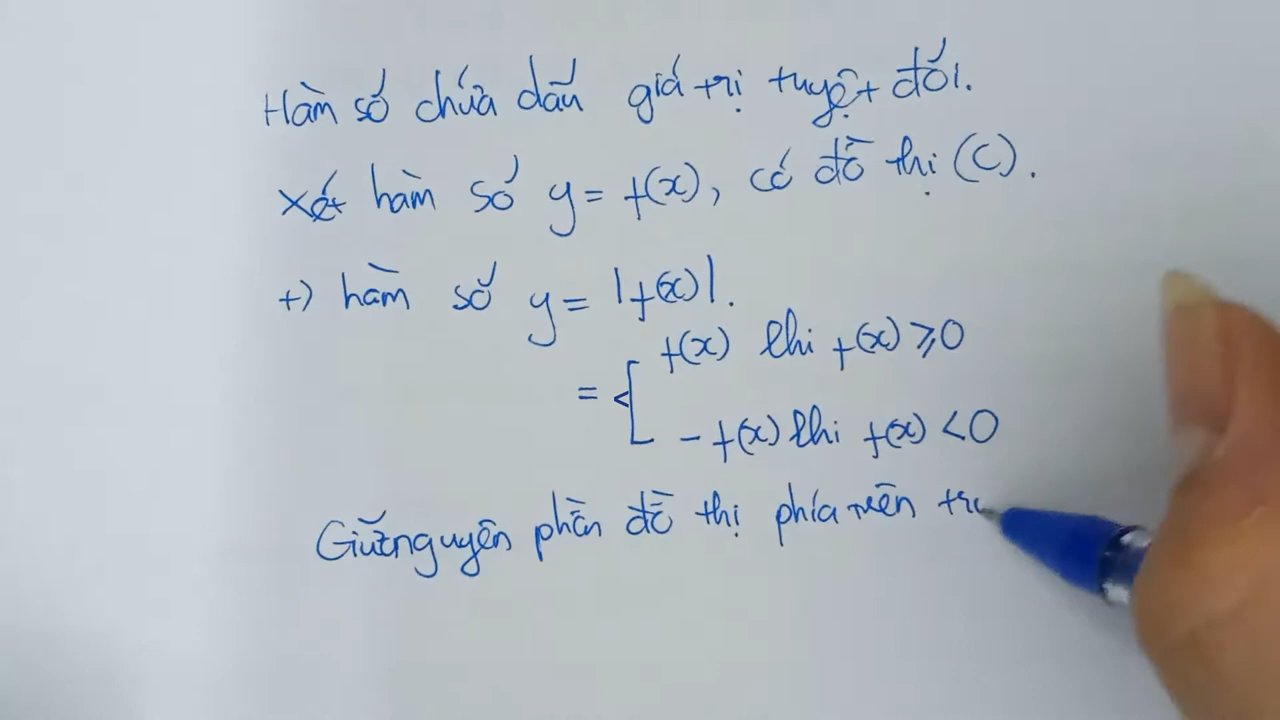 Hàm số chứa dấu giá trị tuyệt đối.
Xét hàm số y = f(x), có đồ thị (C).
+) hàm số y = |f(x)|.
f(x) khi f(x) ≥ 0
= {
- f(x) khi f(x) < 0
Giữ nguyên phần đồ thị phía trên trụ